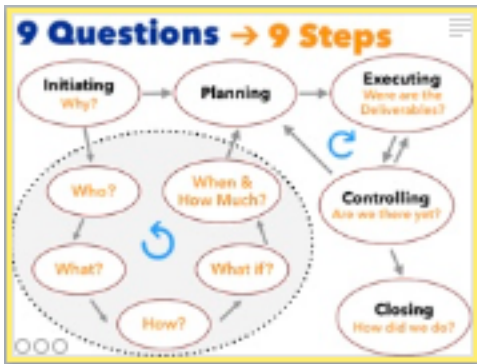 9 Questions → 9 Steps
Initiating
Why?
Planning
Executing
Were are the
Deliverables?
Who?
When &
How Much?
Controlling
Are we there yet?
What?
What if?
How?
Closing
How did we do?